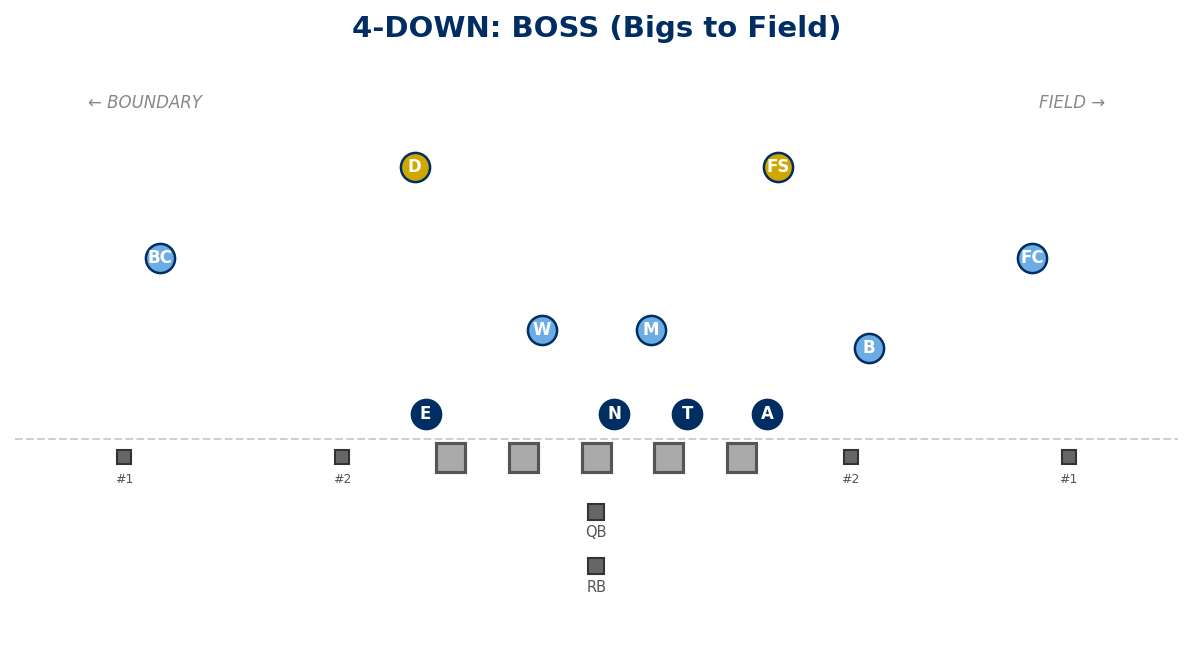 4-DOWN: BOSS (Bigs to Field)
← BOUNDARY
FIELD →
D
FS
BC
FC
W
M
B
E
N
T
A
#1
#2
#2
#1
QB
RB